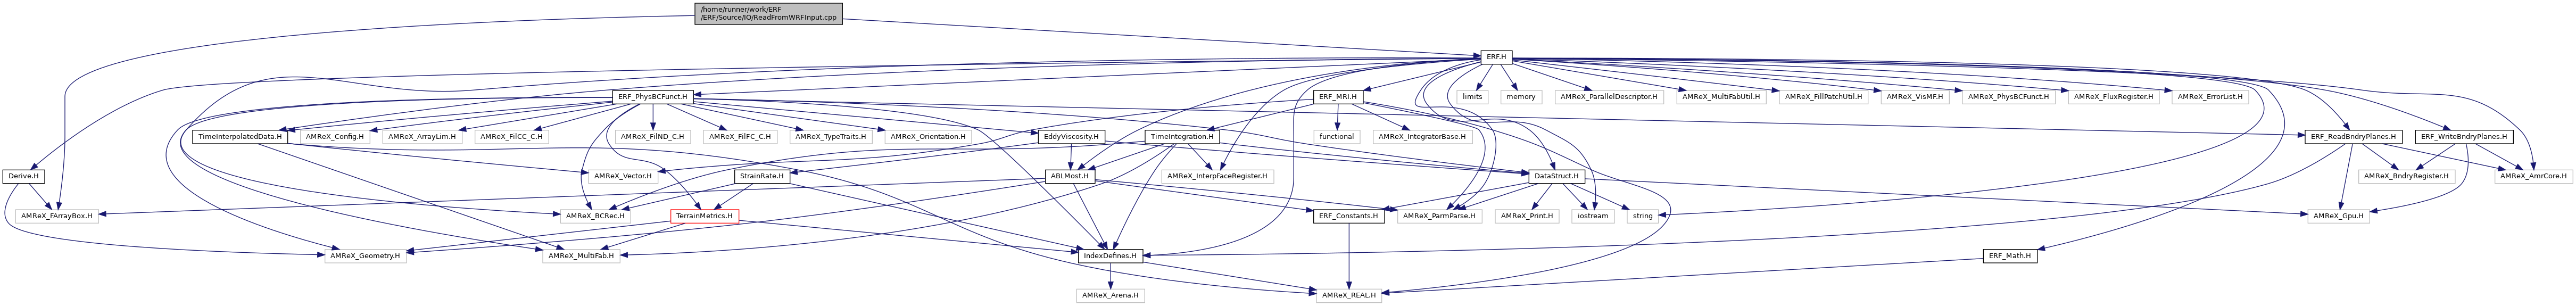 /home/runner/work/ERF
/ERF/Source/IO/ReadFromWRFInput.cpp
ERF.H
ERF_PhysBCFunct.H
ERF_MRI.H
limits
memory
AMReX_ParallelDescriptor.H
AMReX_MultiFabUtil.H
AMReX_FillPatchUtil.H
AMReX_VisMF.H
AMReX_PhysBCFunct.H
AMReX_FluxRegister.H
AMReX_ErrorList.H
TimeInterpolatedData.H
AMReX_Config.H
AMReX_ArrayLim.H
AMReX_FilCC_C.H
AMReX_FilND_C.H
AMReX_FilFC_C.H
AMReX_TypeTraits.H
AMReX_Orientation.H
EddyViscosity.H
TimeIntegration.H
functional
AMReX_IntegratorBase.H
ERF_ReadBndryPlanes.H
ERF_WriteBndryPlanes.H
Derive.H
AMReX_Vector.H
StrainRate.H
ABLMost.H
AMReX_InterpFaceRegister.H
DataStruct.H
AMReX_BndryRegister.H
AMReX_AmrCore.H
AMReX_FArrayBox.H
AMReX_BCRec.H
TerrainMetrics.H
ERF_Constants.H
AMReX_ParmParse.H
AMReX_Print.H
iostream
string
AMReX_Gpu.H
AMReX_Geometry.H
AMReX_MultiFab.H
IndexDefines.H
ERF_Math.H
AMReX_Arena.H
AMReX_REAL.H